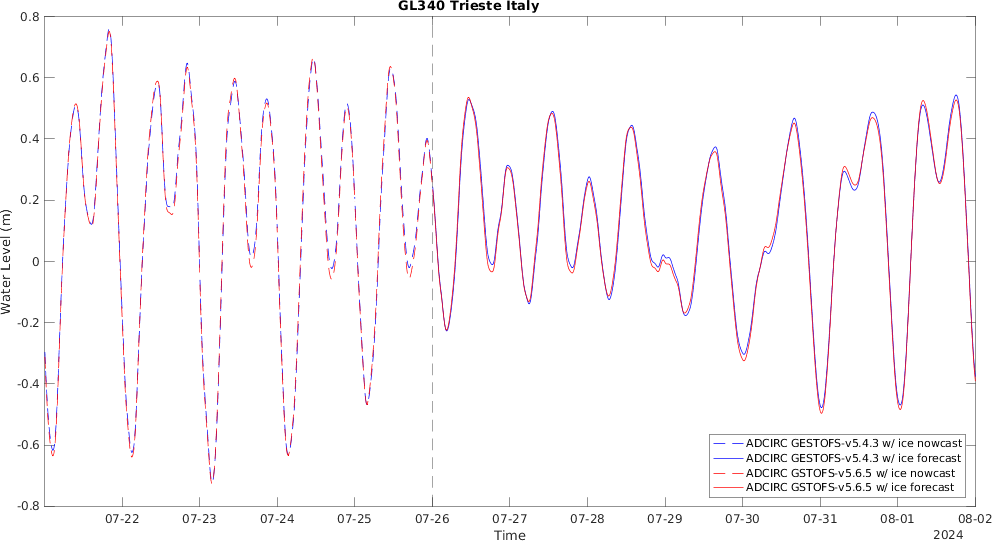 GL340 Trieste Italy
0.8
0.6
0.4
0.2
0
-0.2
-0.4
-0.6
-0.8
Water Level (m)
ADCIRC GESTOFS-v5.4.3 w/ ice nowcast
ADCIRC GESTOFS-v5.4.3 w/ ice forecast
ADCIRC GSTOFS-v5.6.5 w/ ice nowcast
ADCIRC GSTOFS-v5.6.5 w/ ice forecast
07-22 07-23 07-24 07-25 07-26 07-27 07-28 07-29 07-30 07-31 08-01 08-02
Time
2024